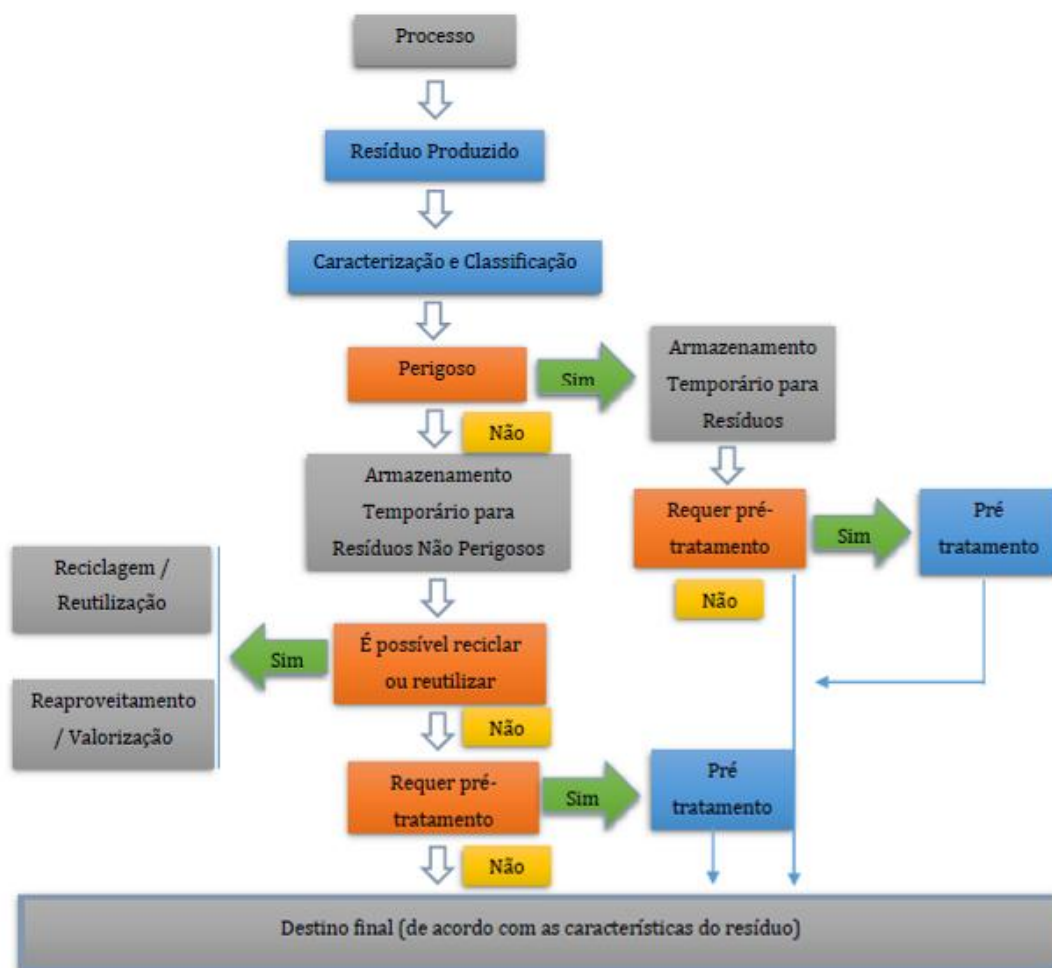 Processo
Resíduo Produzido
Caracterização e Classificação
Perigoso
Sim
Armazenamento
Temporário para
Resíduos
Não
Armazenamento
Temporário para
Resíduos Não Perigosos
Requer pré-
tratamento
Sim
Pré
tratamento
Não
Reciclagem /
Reutilização
Reaproveitamento
/ Valorização
Sim
É possível reciclar
ou reutilizar
Não
Requer pré-
tratamento
Sim
Pré
tratamento
Não
Destino final (de acordo com as características do resíduo)